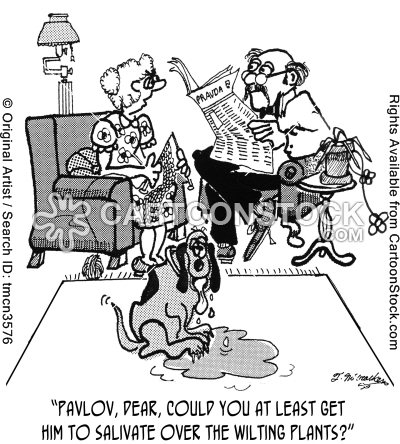 PRAVDA 8
© Original Artist / Search ID: tmcn3576
Rights Available from CartoonStock.com
CARTOONSTOCK
.com
"PAVLOV, DEAR, COULD YOU AT LEAST GET
HIM TO SALIVATE OVER THE WILTING PLANTS?"